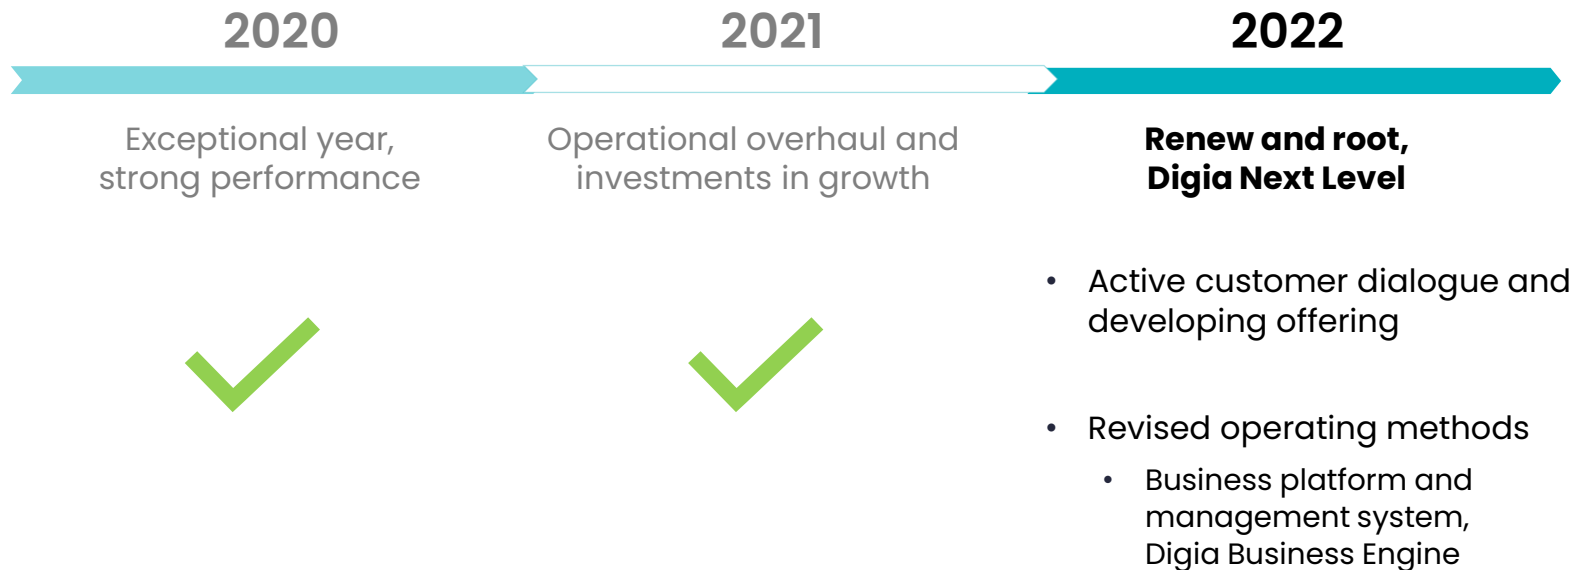 2020
2021
2022
Exceptional year,
strong performance
Operational overhaul and
investments in growth
Renew and root,
Digia Next Level
• Active customer dialogue and
developing offering
• Revised operating methods
• Business platform and
management system,
Digia Business Engine